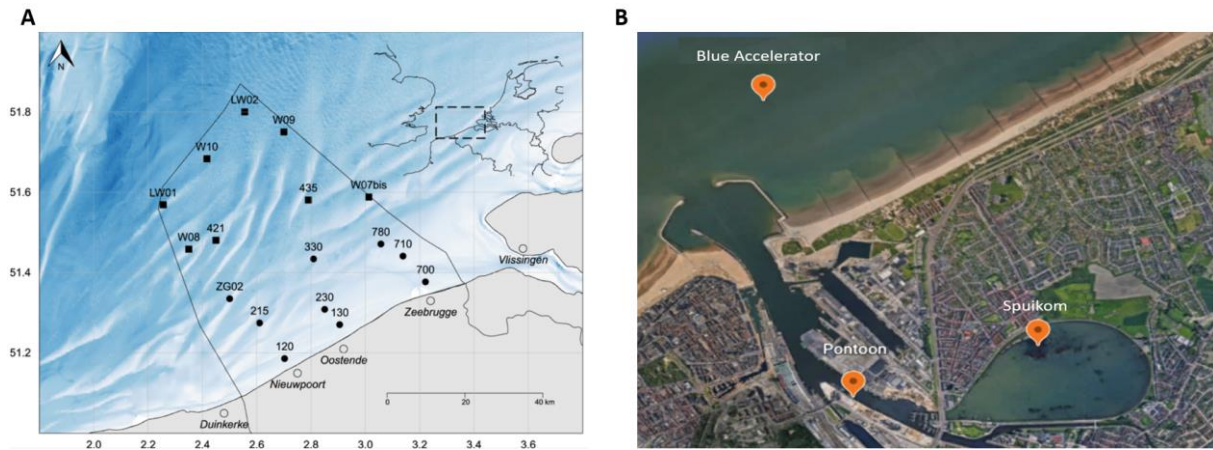 A
B
N
51.8
51.6
51.4
51.2
2.0
2.2
2.4
2.6
2.8
3.0
3.2
3.4
3.6
LW02
W09
W10
LW01
435
W07bis
W08
421
330
780
710
700
ZG02
215
230
130
120
Vlissingen
Zeebrugge
Oostende
Nieuwpoort
Duinkerke
0
20
40 km
Blue Accelerator
Spuikom
Pontoon